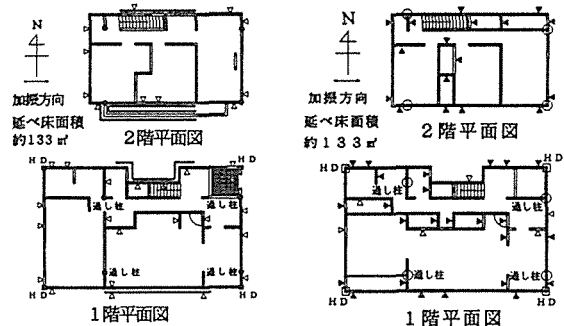 N
加振方向
延べ床面積
約133㎡
2階平面図
HD
HD
通し柱
通し柱
通し柱
通し柱
HD
HD
1階平面図
N
加振方向
延べ床面積
約133㎡
2階平面図
HD
HD
通し柱
通し柱
通し柱
通し柱
HD
HD
1階平面図